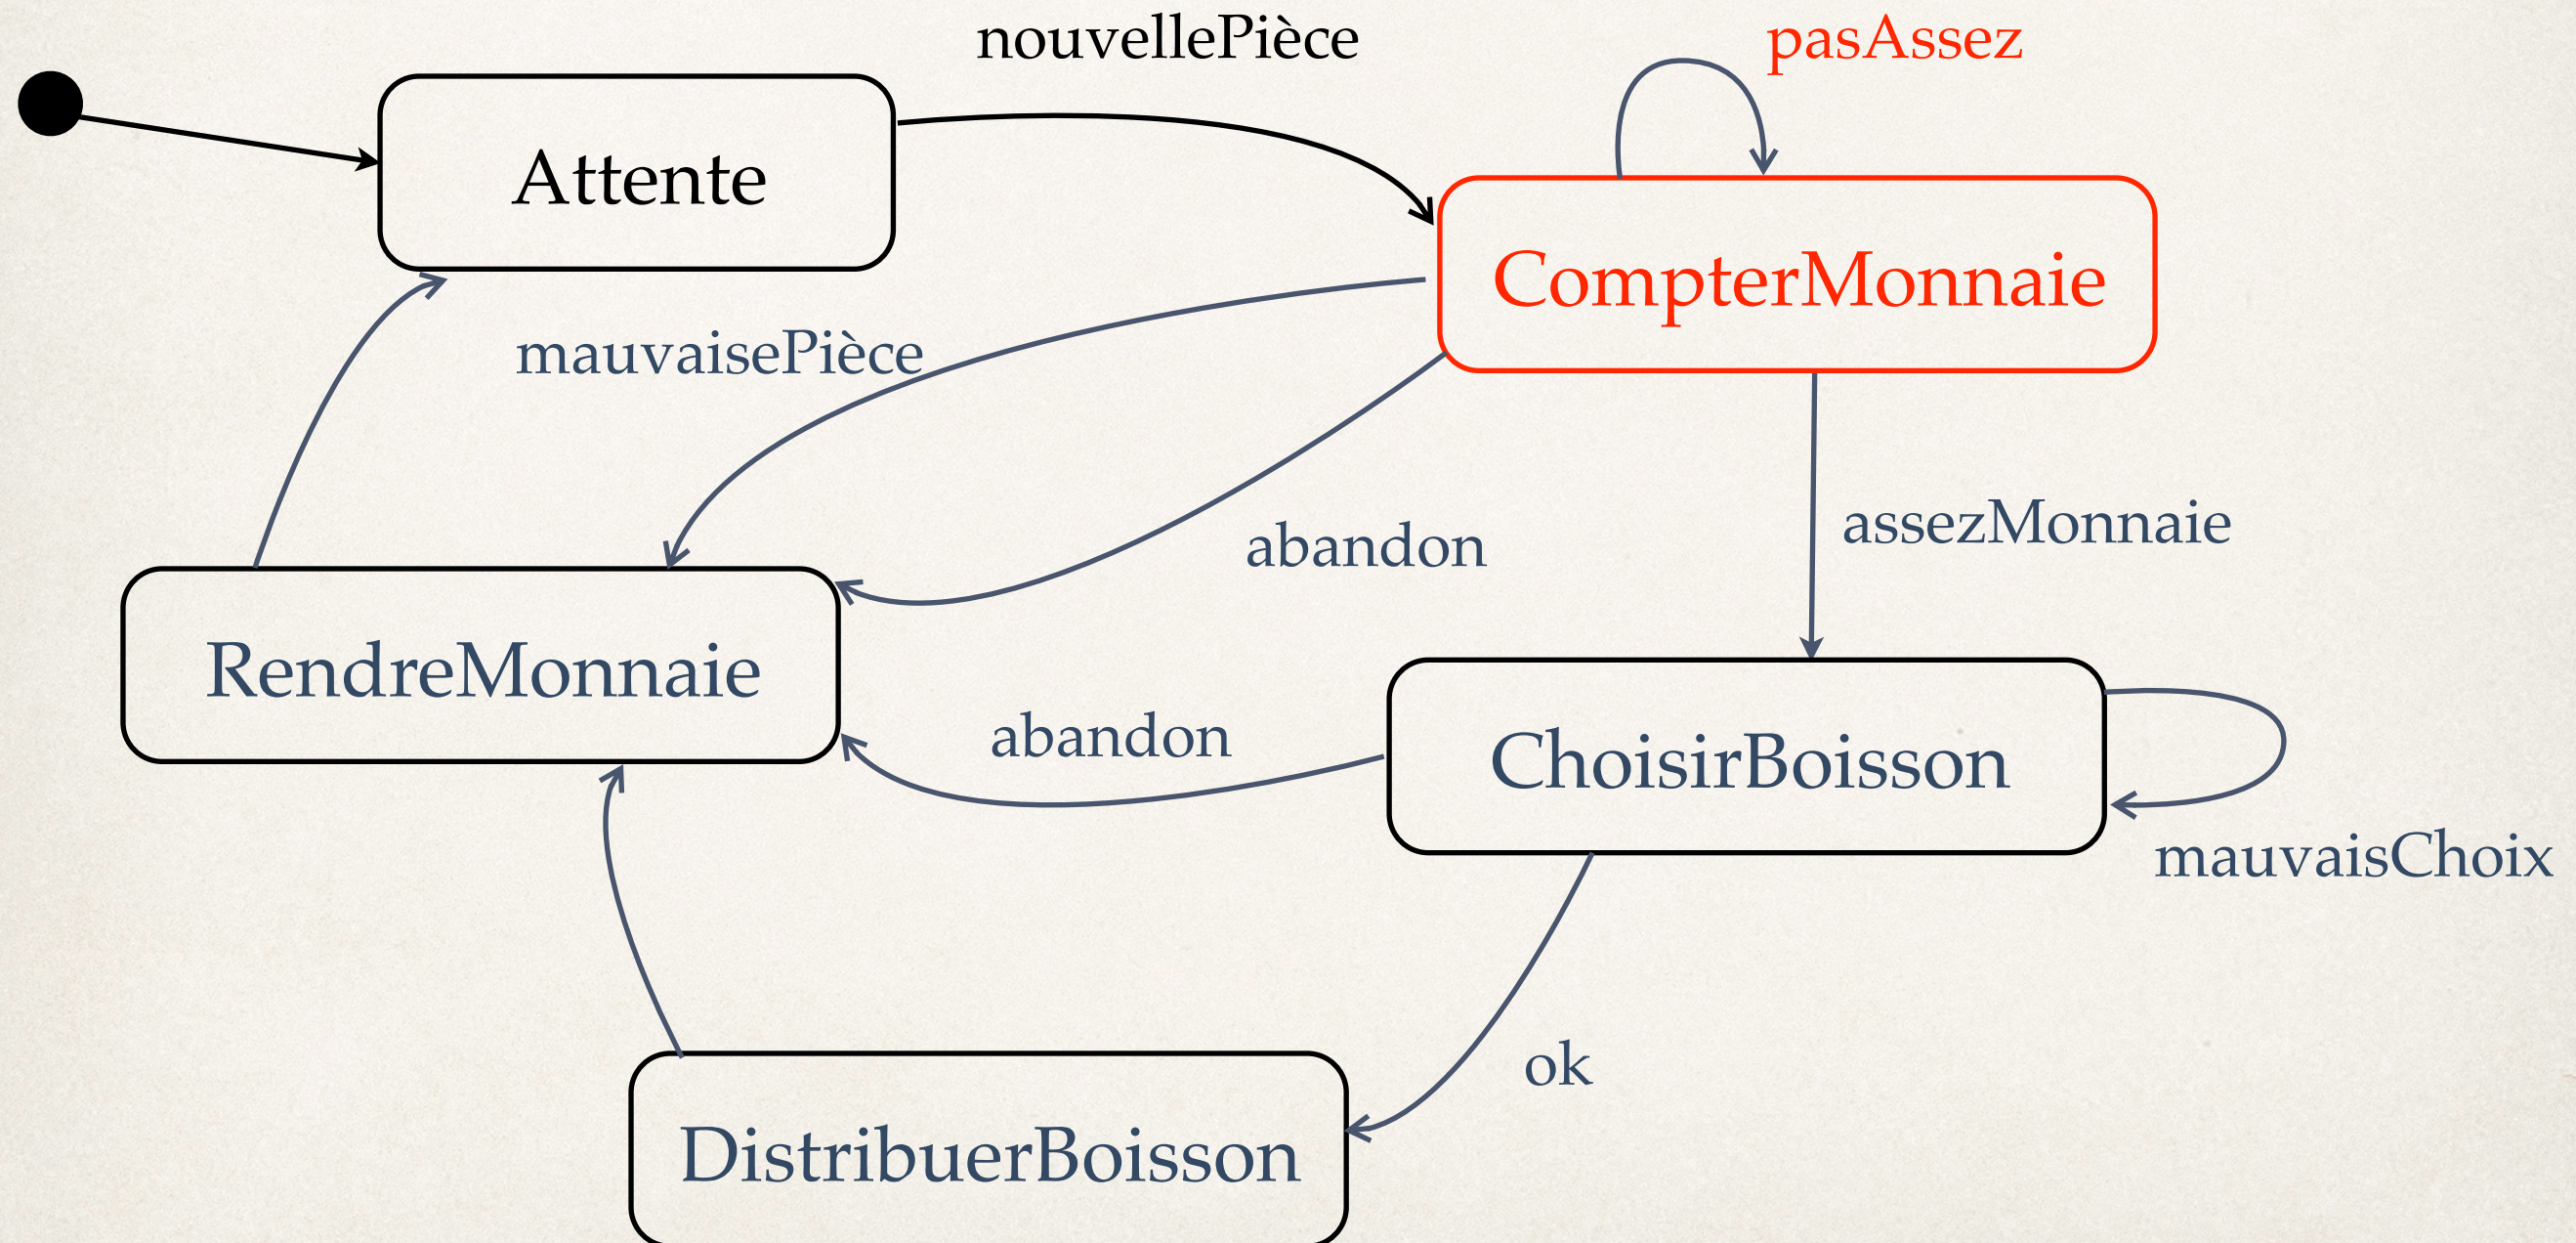 nouvellePièce
pasAssez
Attente
CompterMonnaie
mauvaisePièce
assezMonnaie
abandon
RendreMonnaie
abandon
ChoisirBoisson
mauvaisChoix
ok
DistribuerBoisson